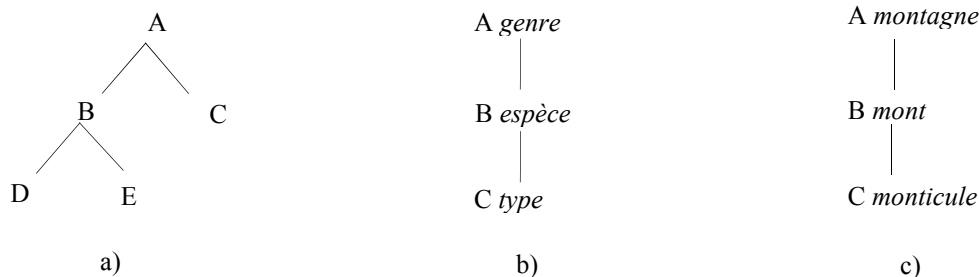 A
B
C
D
E
a)
A genre
B espèce
C type
b)
A montagne
B mont
C monticule
c)